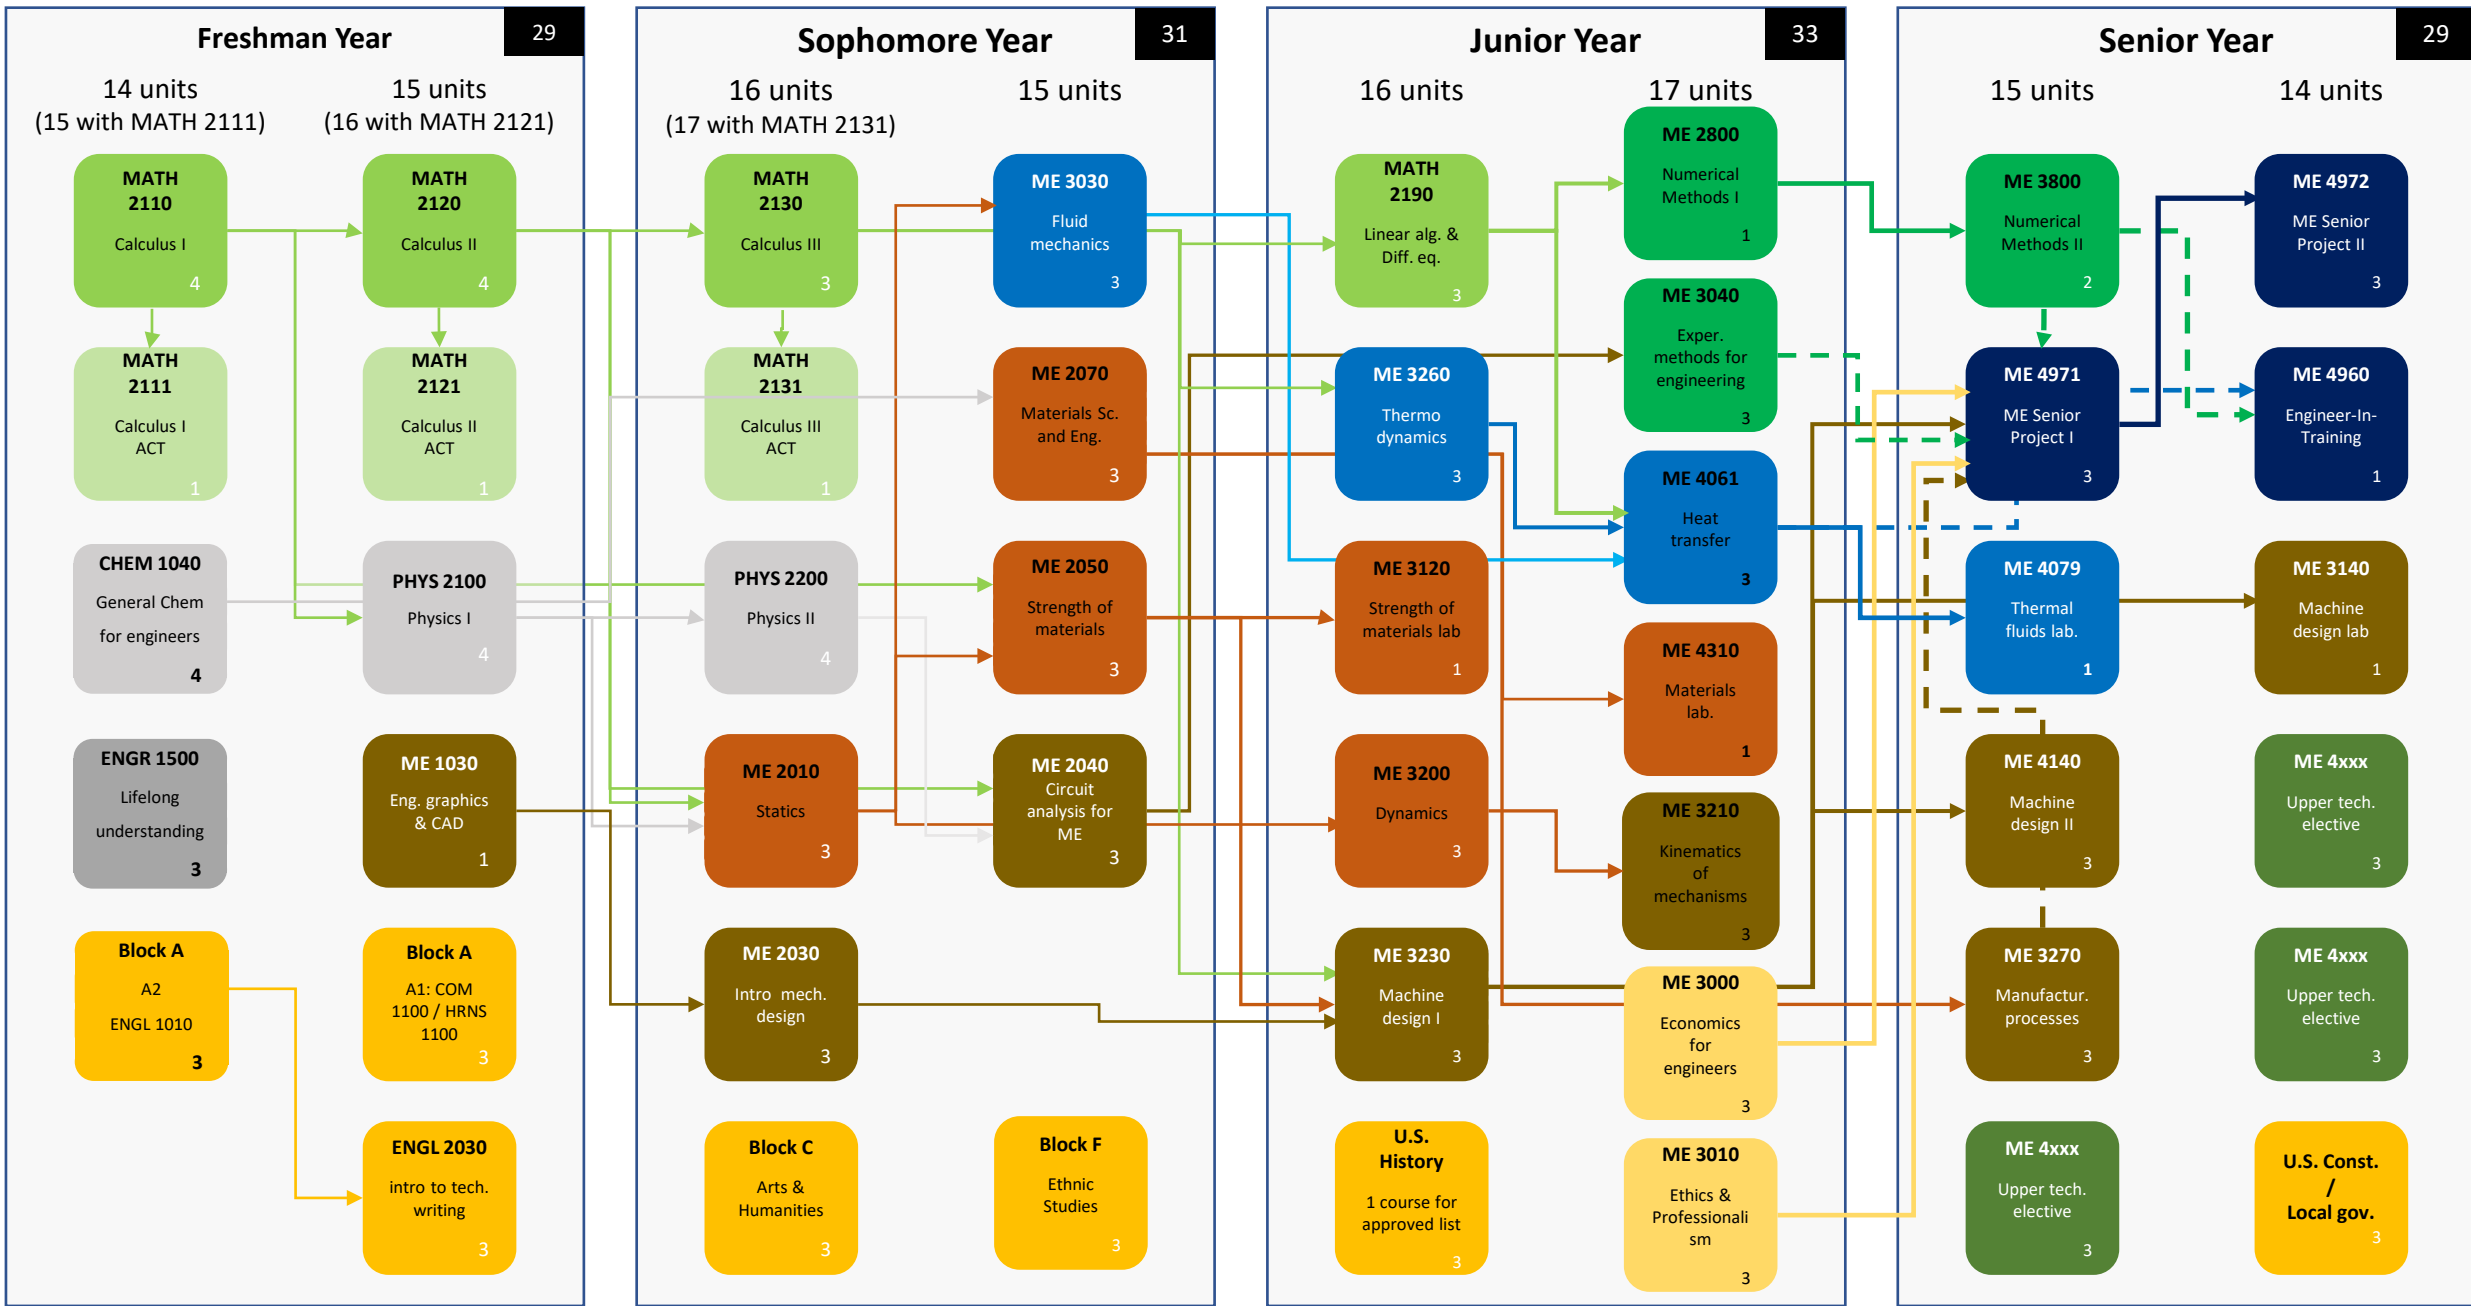 Freshman Year
29
14 units
(15 with MATH 2111)
15 units
(16 with MATH 2121)
MATH
2110
Calculus I
4
MATH
2111
Calculus I
ACT
1
CHEM 1040
General Chem
for engineers
4
ENGR 1500
Lifelong
understanding
3
Block A
A2
ENGL 1010
3
MATH
2120
Calculus II
4
MATH
2121
Calculus II
ACT
1
PHYS 2100
Physics I
4
ME 1030
Eng. graphics
& CAD
1
Block A
A1: COM
1100 / HRNS
1100
3
ENGL 2030
intro to tech.
writing
3
Sophomore Year
31
16 units
(17 with MATH 2131)
15 units
MATH
2130
Calculus III
3
MATH
2131
Calculus III
ACT
1
PHYS 2200
Physics II
4
ME 2010
Statics
3
ME 2030
Intro mech.
design
3
Block C
Arts &
Humanities
3
ME 3030
Fluid
mechanics
3
ME 2070
Materials Sc.
and Eng.
3
ME 2050
Strength of
materials
3
ME 2040
Circuit
analysis for
ME
3
Block F
Ethnic
Studies
3
Junior Year
33
16 units
17 units
MATH
2190
Linear alg. &
Diff. eq.
3
ME 3260
Thermo
dynamics
3
ME 3120
Strength of
materials lab
1
ME 3200
Dynamics
3
ME 3230
Machine
design I
3
U.S.
History
1 course for
approved list
3
ME 2800
Numerical
Methods I
1
ME 3040
Exper.
methods for
engineering
3
ME 4061
Heat
transfer
3
ME 4310
Materials
lab.
1
ME 3210
Kinematics
of
mechanisms
3
ME 3000
Economics
for
engineers
3
ME 3010
Ethics &
Professionali
sm
3
Senior Year
29
15 units
14 units
ME 3800
Numerical
Methods II
2
ME 4971
ME Senior
Project I
3
ME 4079
Thermal
fluids lab.
1
ME 4140
Machine
design II
3
ME 3270
Manufactur.
processes
3
ME 4xxx
Upper tech.
elective
3
ME 4972
ME Senior
Project II
3
ME 4960
Engineer-In-
Training
1
ME 3140
Machine
design lab
1
ME 4xxx
Upper tech.
elective
3
ME 4xxx
Upper tech.
elective
3
U.S. Const.
/
Local gov.
3